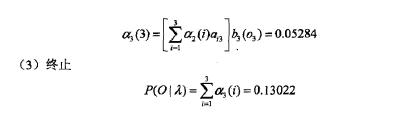 α₃(3) = [∑_{i=1}^{3} α₂(i)a_{i3}] b₃(o₃) = 0.05284
（3）终止
P(O | λ) = ∑_{i=1}^{3} α₃(i) = 0.13022